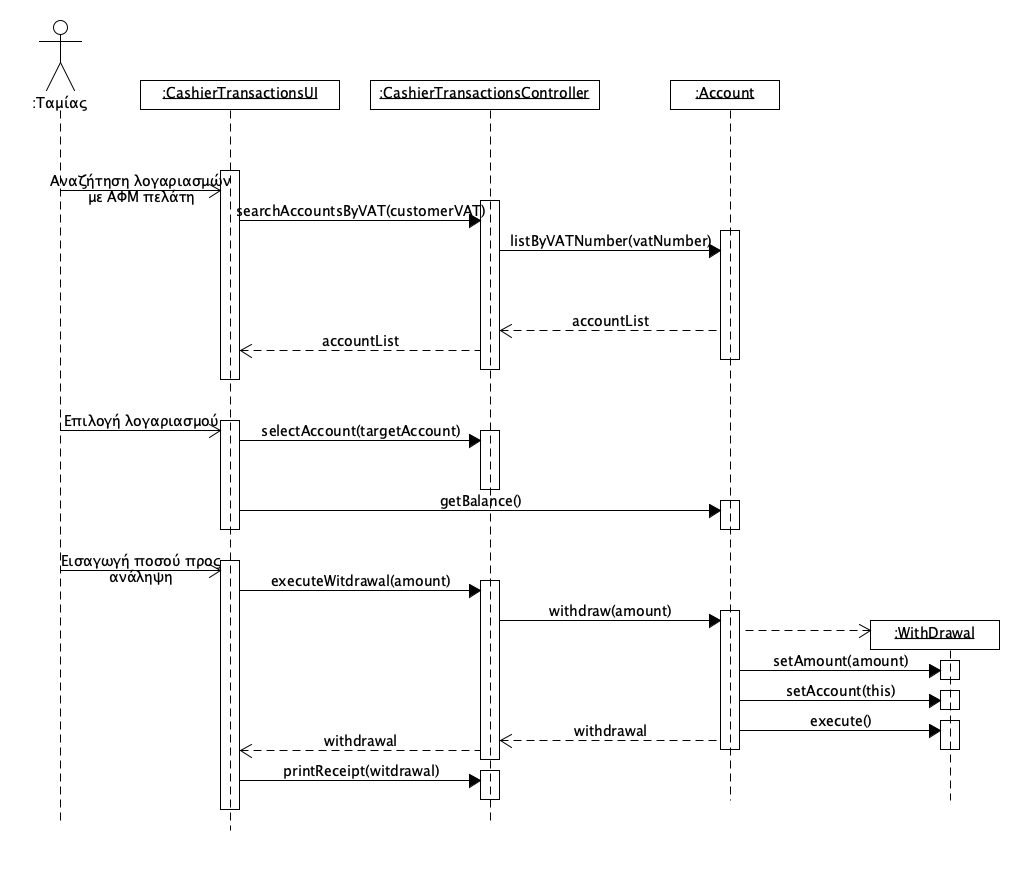 :Ταμίας
:CashierTransactionsUI
:CashierTransactionsController
:Account
Αναζήτηση λογαριασμών
με ΑΦΜ πελάτη
searchAccountsByVAT(customerVAT)
listByVATNumber(vatNumber)
accountList
accountList
Επιλογή λογαριασμού
selectAccount(targetAccount)
getBalance()
Εισαγωγή ποσού προς
ανάληψη
executeWitdrawal(amount)
withdraw(amount)
:WithDrawal
setAmount(amount)
setAccount(this)
execute()
withdrawal
withdrawal
printReceipt(witdrawal)